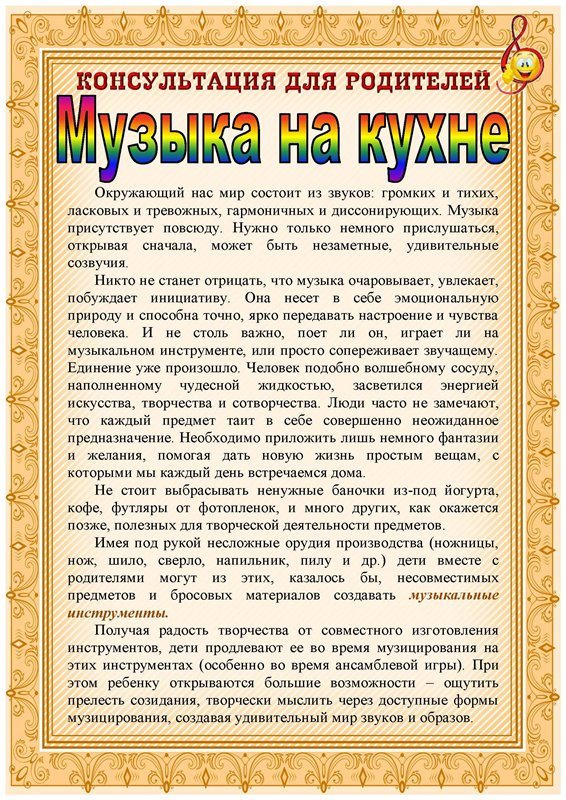 КОНСУЛЬТАЦИЯ ДЛЯ РОДИТЕЛЕЙ
Музыка на кухне
Окружающий нас мир состоит из звуков: громких и тихих,
ласковых и тревожных, гармоничных и диссонирующих. Музыка
присутствует повсюду. Нужно только немного прислушаться,
открывая сначала, может быть незаметные, удивительные
созвучия.
Никто не станет отрицать, что музыка очаровывает, увлекает,
побуждает инициативу. Она несет в себе эмоциональную
природу и способна точно, ярко передавать настроение и чувства
человека. И не столь важно, поет ли он, играет ли на
музыкальном инструменте, или просто сопереживает звучащему.
Единение уже произошло. Человек подобно волшебному сосуду,
наполненному чудесной жидкостью, засветился энергией
искусства, творчества и сотворчества. Люди часто не замечают,
что каждый предмет таит в себе совершенно неожиданное
предназначение. Необходимо приложить лишь немного фантазии
и желания, помогая дать новую жизнь простым вещам, с
которыми мы каждый день встречаемся дома.
Не стоит выбрасывать ненужные баночки из-под йогурта,
кофе, футляры от фотопленок, и много других, как окажется
позже, полезных для творческой деятельности предметов.
Имея под рукой несложные орудия производства (ножницы,
нож, шило, сверло, напильник, пилу и др.) дети вместе с
родителями могут из этих, казалось бы, несовместимых
предметов и бросовых материалов создавать музыкальные
инструменты.
Получая радость творчества от совместного изготовления
инструментов, дети продлевают ее во время музицирования на
этих инструментах (особенно во время ансамблевой игры). При
этом ребенку открываются большие возможности – ощутить
прелесть созидания, творчески мыслить через доступные формы
музицирования, создавая удивительный мир звуков и образов.